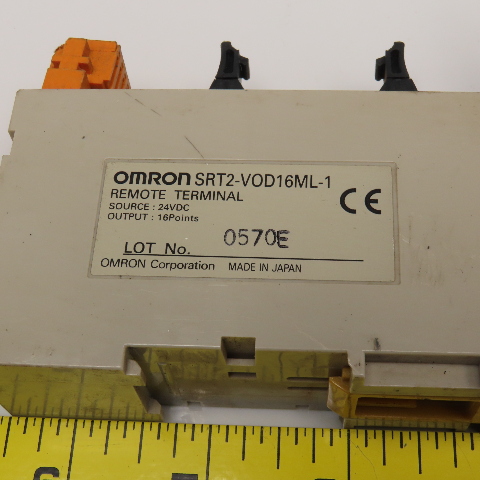 OMRON SRT2-VOD16ML-1
REMOTE TERMINAL
SOURCE : 24VDC
OUTPUT : 16Points
CE
LOT No. 0570E
OMRON Corporation MADE IN JAPAN